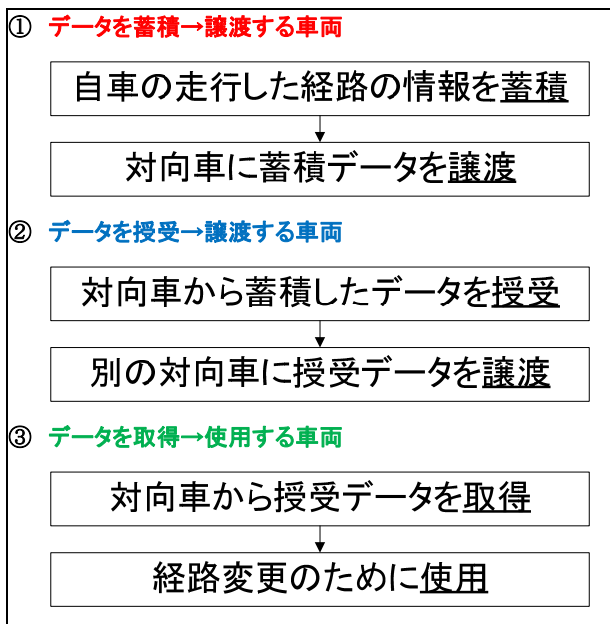 ① データを蓄積→譲渡する車両
自車の走行した経路の情報を蓄積
対向車に蓄積データを譲渡
② データを授受→譲渡する車両
対向車から蓄積したデータを授受
別の対向車に授受データを譲渡
③ データを取得→使用する車両
対向車から授受データを取得
経路変更のために使用